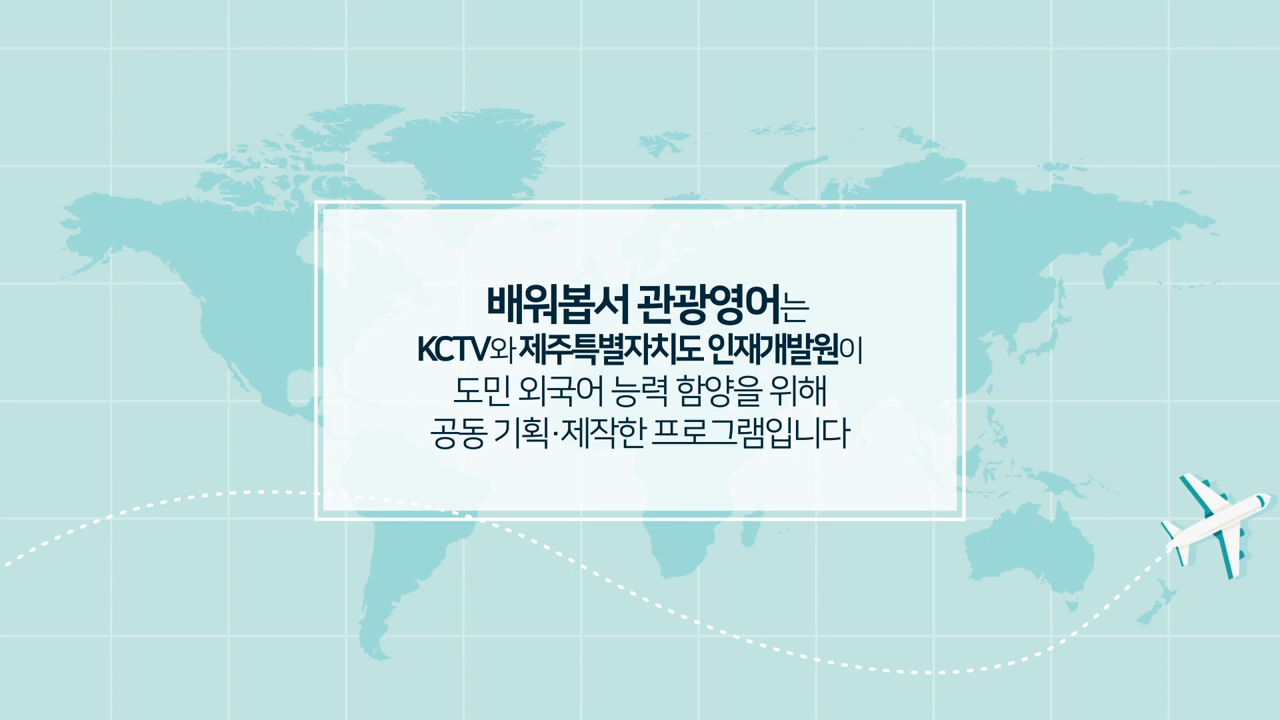 배워봅서 관광영어는
KCTV와 제주특별자치도 인재개발원이
도민 외국어 능력 함양을 위해
공동 기획·제작한 프로그램입니다